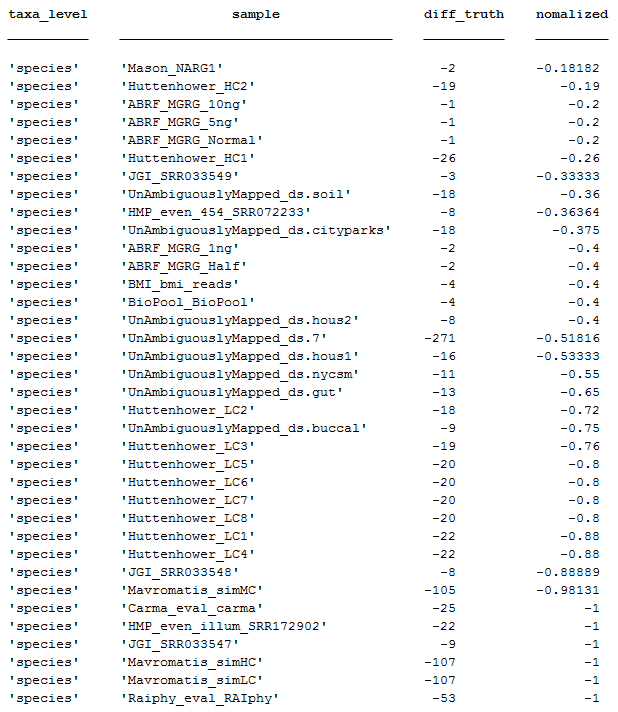 taxa_level sample diff_truth nomalized
'species' 'Mason_NARG1' -2 -0.18182
'species' 'Huttenhower_HC2' -19 -0.19
'species' 'ABRF_MGRG_10ng' -1 -0.2
'species' 'ABRF_MGRG_5ng' -1 -0.2
'species' 'ABRF_MGRG_Normal' -1 -0.2
'species' 'Huttenhower_HC1' -26 -0.26
'species' 'JGI_SRR033549' -3 -0.33333
'species' 'UnAmbiguouslyMapped_ds.soil' -18 -0.36
'species' 'HMP_even_454_SRR072233' -8 -0.36364
'species' 'UnAmbiguouslyMapped_ds.cityparks' -18 -0.375
'species' 'ABRF_MGRG_1ng' -2 -0.4
'species' 'ABRF_MGRG_Half' -2 -0.4
'species' 'BMI_bmi_reads' -4 -0.4
'species' 'BioPool_BioPool' -4 -0.4
'species' 'UnAmbiguouslyMapped_ds.hous2' -8 -0.4
'species' 'UnAmbiguouslyMapped_ds.7' -271 -0.51816
'species' 'UnAmbiguouslyMapped_ds.hous1' -16 -0.53333
'species' 'UnAmbiguouslyMapped_ds.nycsm' -11 -0.55
'species' 'UnAmbiguouslyMapped_ds.gut' -13 -0.65
'species' 'Huttenhower_LC2' -18 -0.72
'species' 'UnAmbiguouslyMapped_ds.buccal' -9 -0.75
'species' 'Huttenhower_LC3' -19 -0.76
'species' 'Huttenhower_LC5' -20 -0.8
'species' 'Huttenhower_LC6' -20 -0.8
'species' 'Huttenhower_LC7' -20 -0.8
'species' 'Huttenhower_LC8' -20 -0.8
'species' 'Huttenhower_LC1' -22 -0.88
'species' 'Huttenhower_LC4' -22 -0.88
'species' 'JGI_SRR033548' -8 -0.88889
'species' 'Mavromatis_simMC' -105 -0.98131
'species' 'Carma_eval_carma' -25 -1
'species' 'HMP_even_illum_SRR172902' -22 -1
'species' 'JGI_SRR033547' -9 -1
'species' 'Mavromatis_simHC' -107 -1
'species' 'Mavromatis_simLC' -107 -1
'species' 'Raiphy_eval_RAIphy' -53 -1